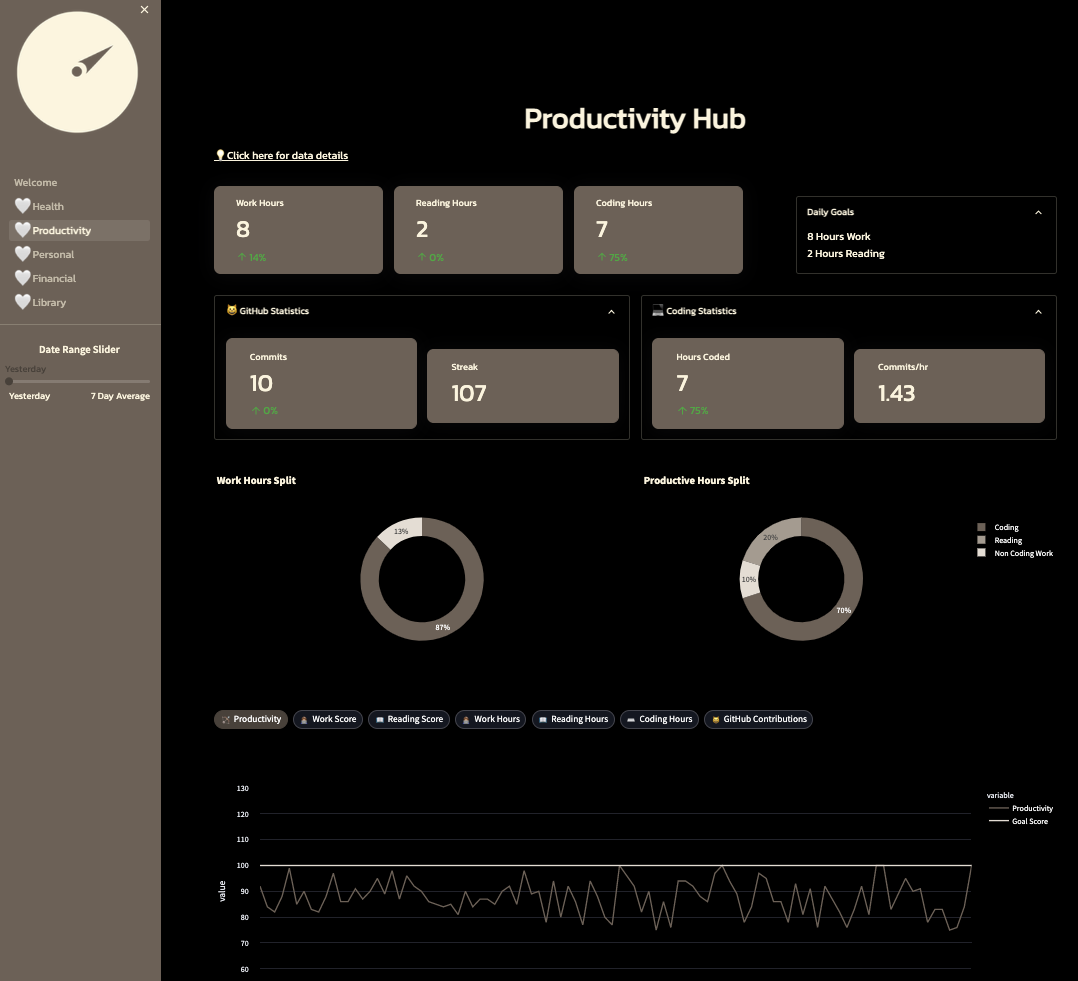 ×
Welcome
🤍Health
🤍Productivity
🤍Personal
🤍Financial
🤍Library
Date Range Slider
Yesterday
Yesterday 7 Day Average
Productivity Hub
💡Click here for data details
Work Hours
8
↑ 14%
Reading Hours
2
↑ 0%
Coding Hours
7
↑ 75%
Daily Goals
8 Hours Work
2 Hours Reading
GitHub Statistics
Commits
10
↑ 0%
Streak
107
Coding Statistics
Hours Coded
7
↑ 75%
Commits/hr
1.43
Work Hours Split
13%
87%
Productive Hours Split
20%
10%
70%
Coding
Reading
Non Coding Work
Productivity
Work Score
Reading Score
Work Hours
Reading Hours
Coding Hours
GitHub Contributions
130
120
110
100
90
80
70
60
value
variable
Productivity
Goal Score